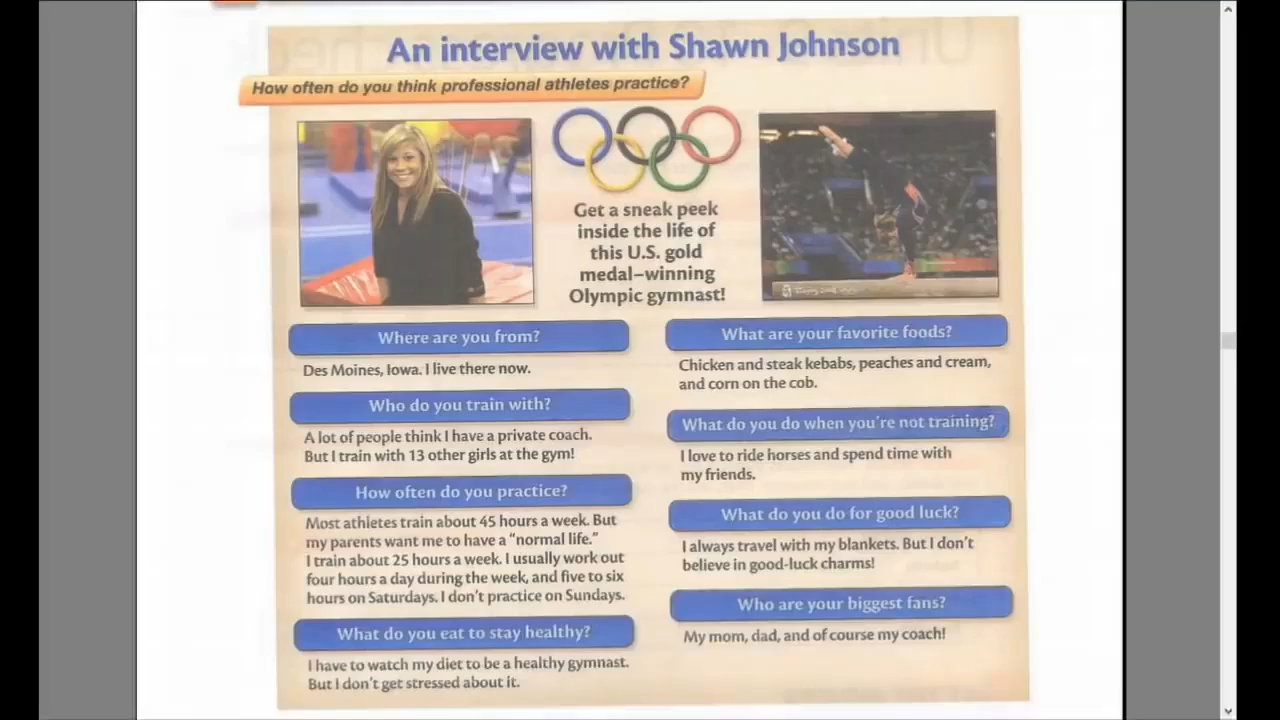 An interview with Shawn Johnson
How often do you think professional athletes practice?
Get a sneak peek
inside the life of
this U.S. gold
medal–winning
Olympic gymnast!
Where are you from?
Des Moines, Iowa. I live there now.
Who do you train with?
A lot of people think I have a private coach.
But I train with 13 other girls at the gym!
How often do you practice?
Most athletes train about 45 hours a week. But
my parents want me to have a “normal life.”
I train about 25 hours a week. I usually work out
four hours a day during the week, and five to six
hours on Saturdays. I don't practice on Sundays.
What do you eat to stay healthy?
I have to watch my diet to be a healthy gymnast.
But I don't get stressed about it.
What are your favorite foods?
Chicken and steak kebabs, peaches and cream,
and corn on the cob.
What do you do when you're not training?
I love to ride horses and spend time with
my friends.
What do you do for good luck?
I always travel with my blankets. But I don't
believe in good-luck charms!
Who are your biggest fans?
My mom, dad, and of course my coach!